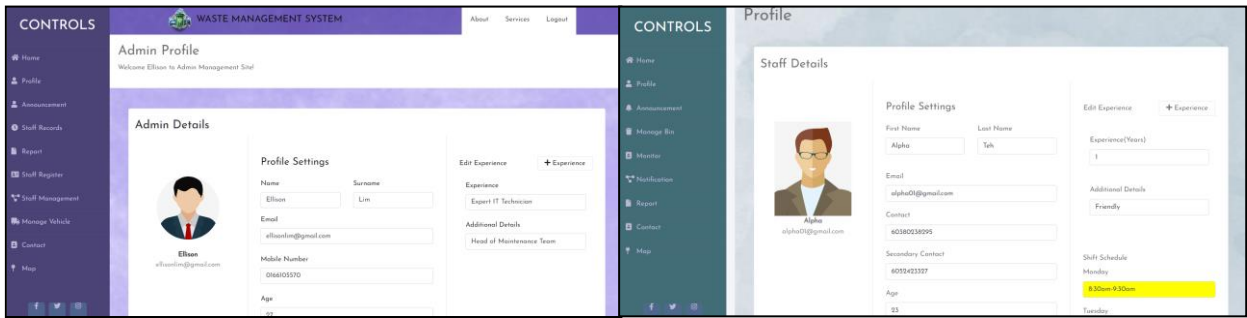 CONTROLS
WASTE MANAGEMENT SYSTEM
About Services Logout
Home
Profile
Announcement
Staff Records
Report
Staff Register
Staff Management
Manage Vehicle
Contact
Map
Admin Profile
Welcome Ellison to Admin Management Site!
Admin Details
Ellison
ellisonlim@gmail.com
Profile Settings
Name Surname
Ellison Lim
Email
ellisonlim@gmail.com
Mobile Number
0166105570
Age
Edit Experience + Experience
Experience
Expert IT Technician
Additional Details
Head of Maintenance Team
CONTROLS
Home
Profile
Announcement
Manage Bin
Monitor
Notification
Report
Contact
Map
Profile
Staff Details
Alpha
alpha01@gmail.com
Profile Settings
First Name Last Name
Alpha Teh
Email
alpha01@gmail.com
Contact
60380238295
Secondary Contact
6052423327
Age
23
Edit Experience + Experience
Experience(Years)
1
Additional Details
Friendly
Shift Schedule
Monday
8:30am-9:30am
Tuesday